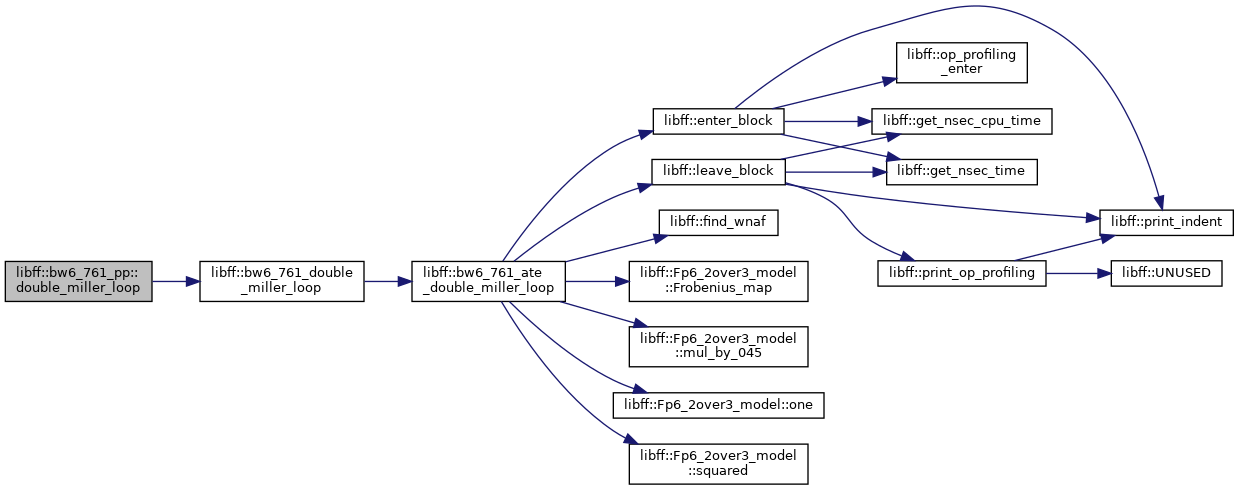 libff::bw6_761_pp::
double_miller_loop
libff::bw6_761_double
_miller_loop
libff::bw6_761_ate
_double_miller_loop
libff::enter_block
libff::leave_block
libff::find_wnaf
libff::Fp6_2over3_model
::Frobenius_map
libff::Fp6_2over3_model
::mul_by_045
libff::Fp6_2over3_model::one
libff::Fp6_2over3_model
::squared
libff::op_profiling
_enter
libff::get_nsec_cpu_time
libff::get_nsec_time
libff::print_op_profiling
libff::print_indent
libff::UNUSED